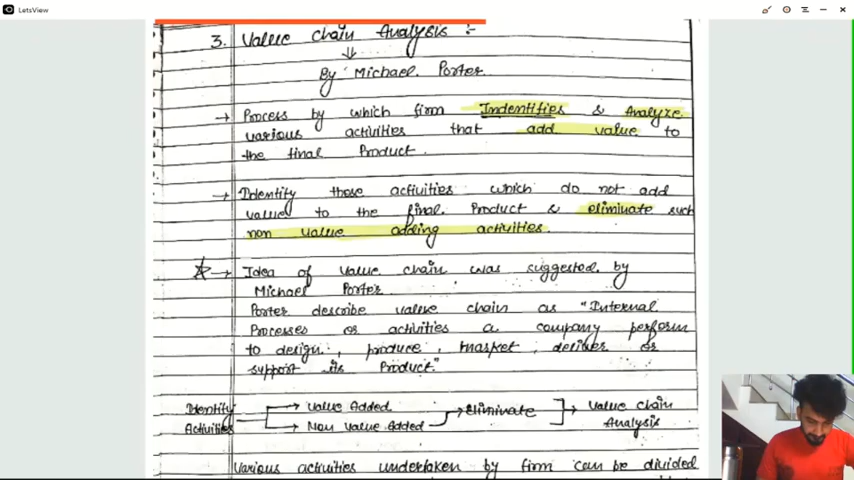 LetsView
3. Value chain Analysis :-
By Michael Porter.
→ Process by which firm Indentifies & Analyze
various activities that add value to
the final Product.
→ Identity those activities which do not add
value to the final Product & eliminate such
non value adding activities.
☆→ Idea of value chain was suggested by
Michael Porter.
Porter describe value chain as "Internal
Processes or activities a company perform
to design, produce, market, deliver or
support its Product."
Identity → Value Added
Activities → Non Value Added → Eliminate → Value chain
Analysis
Various activities undertaken by firm can be divided